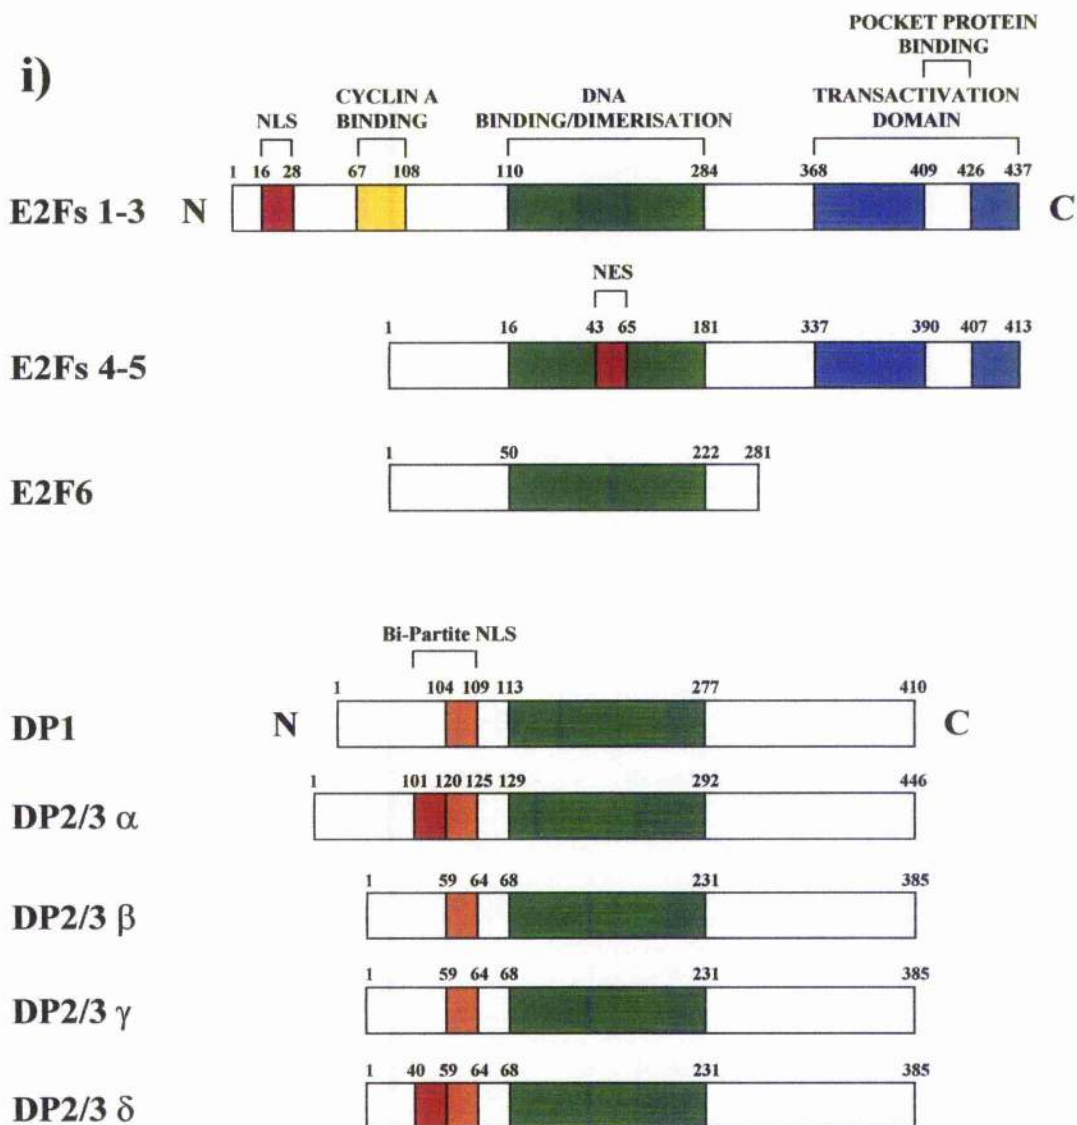 i)
POCKET PROTEIN
BINDING
NLS
CYCLIN A
BINDING
DNA
BINDING/DIMERISATION
TRANSACTIVATION
DOMAIN
1 16 28 67 108 110 284 368 409 426 437
E2Fs 1-3 N C
NES
1 16 43 65 181 337 390 407 413
E2Fs 4-5
1 50 222 281
E2F6
Bi-Partite NLS
1 104 109 113 277 410
DP1 N C
1 101 120 125 129 292 446
DP2/3 α
1 59 64 68 231 385
DP2/3 β
1 59 64 68 231 385
DP2/3 γ
1 40 59 64 68 231 385
DP2/3 δ